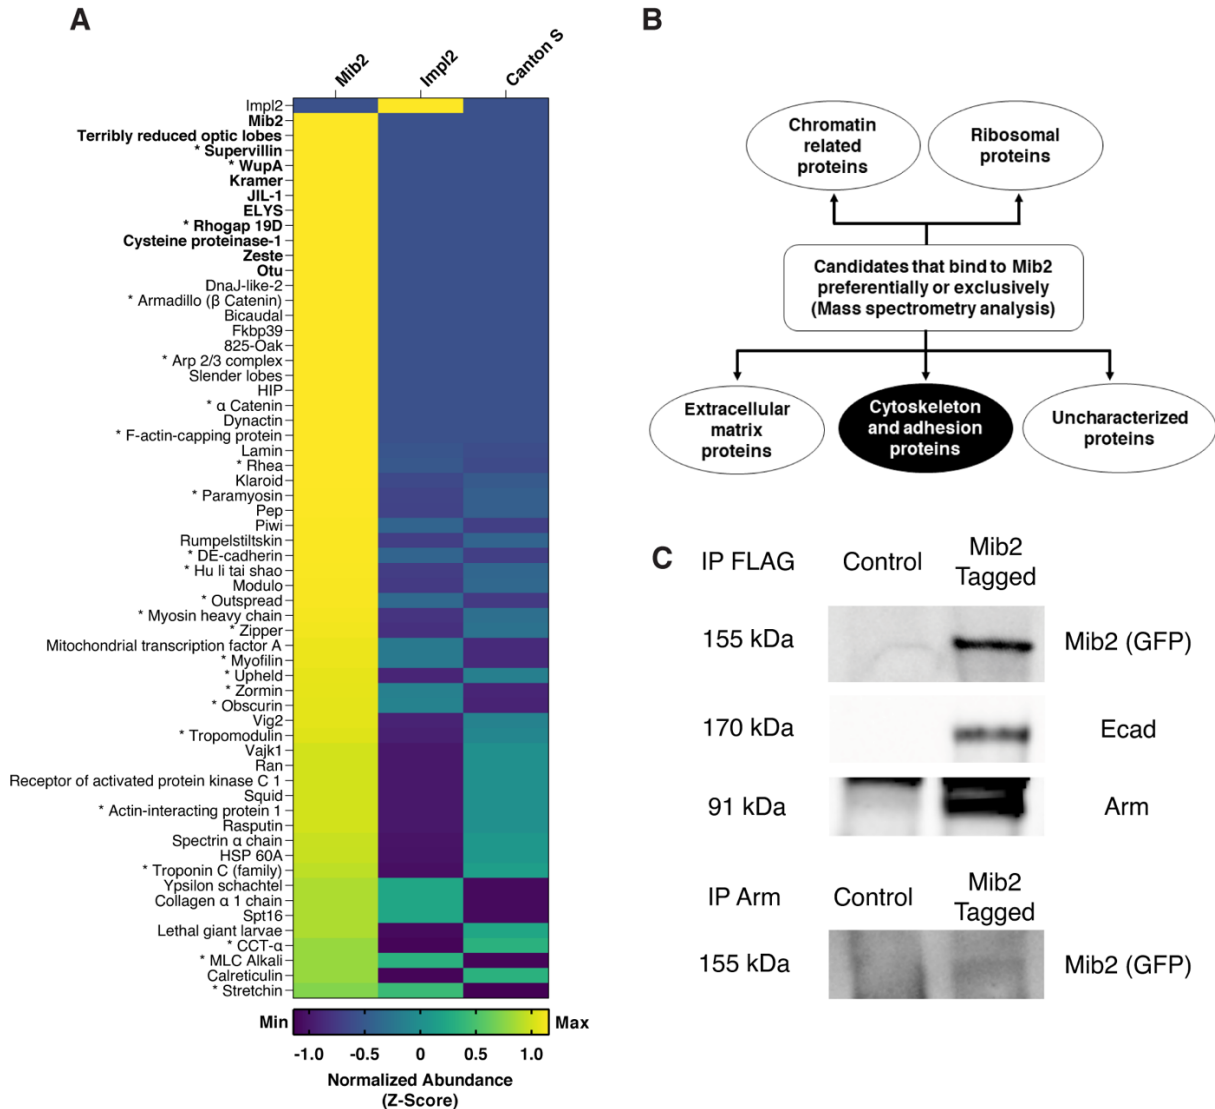 A
Mib2
Impl2
Canton S
Impl2
Mib2
Terribly reduced optic lobes
* Supervillin
* WupA
Kramer
JIL-1
ELYS
* Rhogap 19D
Cysteine proteinase-1
Zeste
Otu
DnaJ-like-2
* Armadillo (β Catenin)
Bicaudal
Fkbp39
825-Oak
* Arp 2/3 complex
Slender lobes
HIP
* α Catenin
Dynactin
* F-actin-capping protein
Lamin
* Rhea
Klaroid
* Paramyosin
Pep
Piwi
Rumpelstiltskin
* DE-cadherin
* Hu li tai shao
Modulo
* Outspread
* Myosin heavy chain
* Zipper
Mitochondrial transcription factor A
* Myofilin
* Upheld
* Zormin
* Obscurin
Vig2
* Tropomodulin
Vajk1
Ran
Receptor of activated protein kinase C 1
Squid
* Actin-interacting protein 1
Rasputin
Spectrin α chain
HSP 60A
* Troponin C (family)
Ypsilon schachtel
Collagen α 1 chain
Spt16
Lethal giant larvae
* CCT-α
* MLC Alkali
Calreticulin
* Stretchin
Min
Max
-1.0 -0.5 0 0.5 1.0
Normalized Abundance
(Z-Score)
B
Chromatin
related
proteins
Ribosomal
proteins
Candidates that bind to Mib2
preferentially or exclusively
(Mass spectrometry analysis)
Extracellular
matrix
proteins
Cytoskeleton
and adhesion
proteins
Uncharacterized
proteins
C
IP FLAG
Control
Mib2
Tagged
155 kDa
Mib2 (GFP)
170 kDa
Ecad
91 kDa
Arm
IP Arm
Control
Mib2
Tagged
155 kDa
Mib2 (GFP)